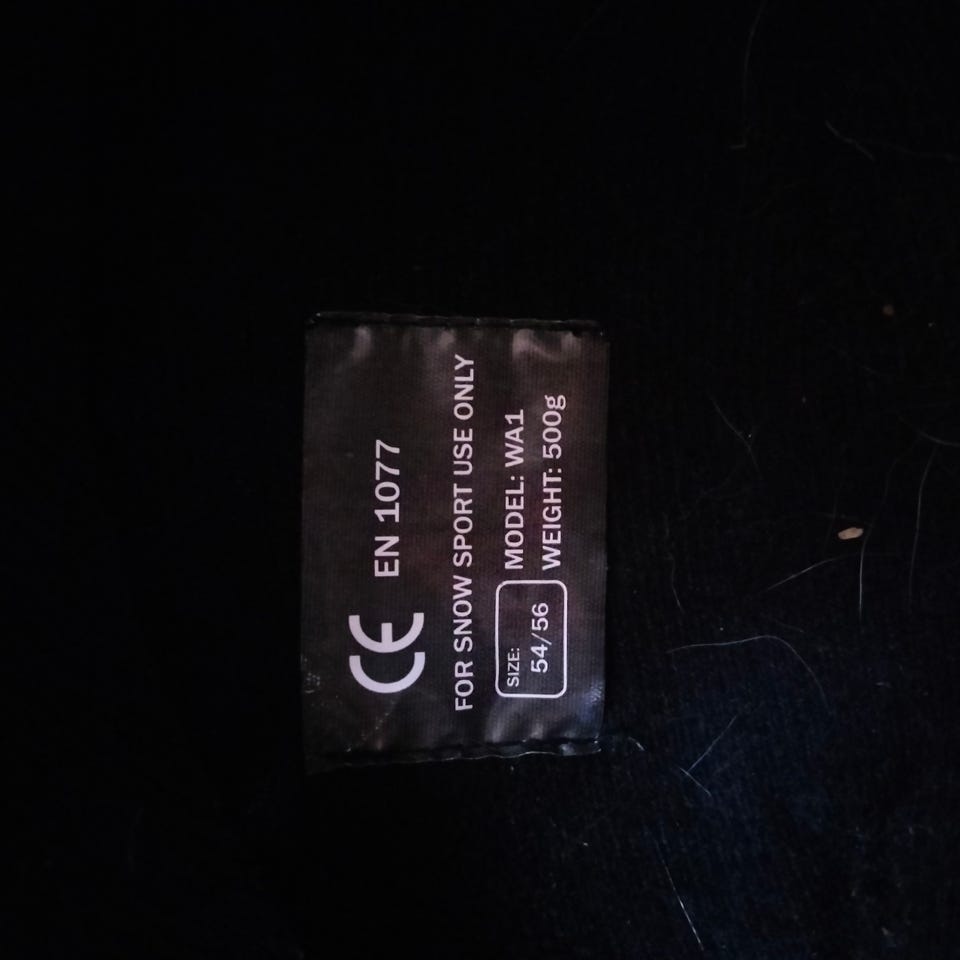 CE EN 1077
FOR SNOW SPORT USE ONLY
SIZE:
54/56
MODEL: WA1
WEIGHT: 500g